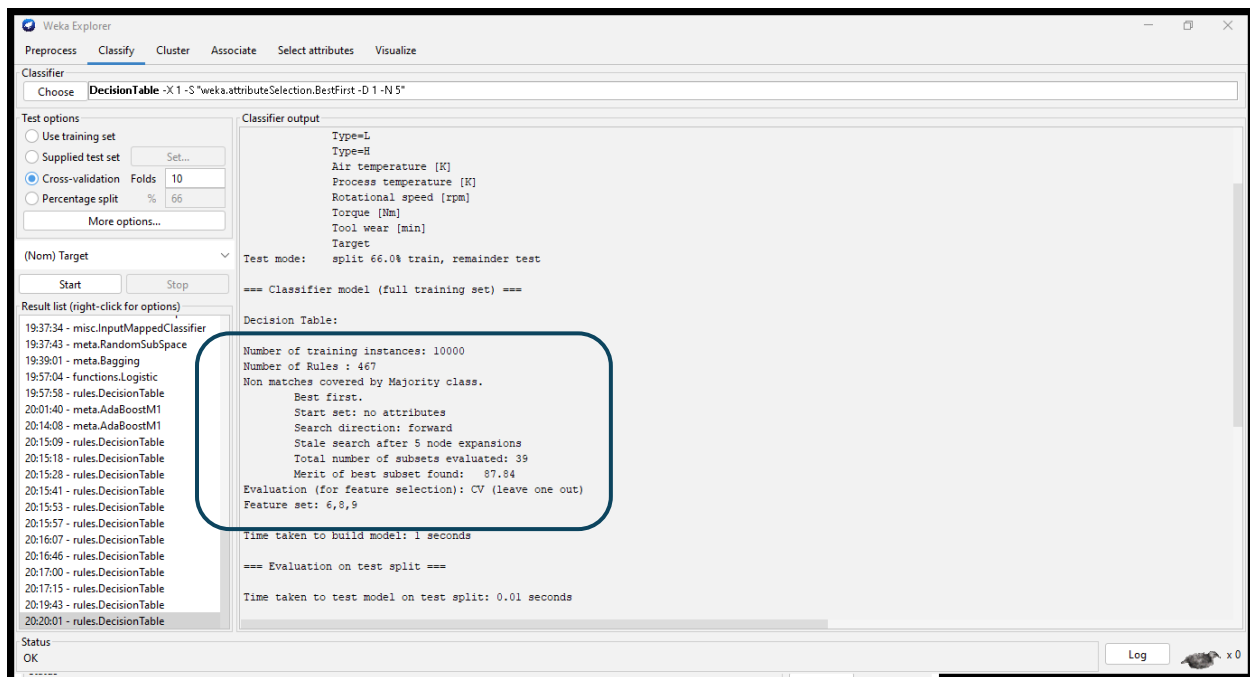 Weka Explorer
Preprocess Classify Cluster Associate Select attributes Visualize
Classifier
Choose DecisionTable -X 1 -S "weka.attributeSelection.BestFirst -D 1 -N 5"
Test options
Use training set
Supplied test set Set...
Cross-validation Folds 10
Percentage split % 66
More options...
(Nom) Target
Start Stop
Result list (right-click for options)
19:37:34 - misc.InputMappedClassifier
19:37:43 - meta.RandomSubSpace
19:39:01 - meta.Bagging
19:57:04 - functions.Logistic
19:57:58 - rules.DecisionTable
20:01:40 - meta.AdaBoostM1
20:14:08 - meta.AdaBoostM1
20:15:09 - rules.DecisionTable
20:15:18 - rules.DecisionTable
20:15:28 - rules.DecisionTable
20:15:41 - rules.DecisionTable
20:15:53 - rules.DecisionTable
20:15:57 - rules.DecisionTable
20:16:07 - rules.DecisionTable
20:16:46 - rules.DecisionTable
20:17:00 - rules.DecisionTable
20:17:15 - rules.DecisionTable
20:19:43 - rules.DecisionTable
20:20:01 - rules.DecisionTable
Classifier output
Type=L
Type=H
Air temperature [K]
Process temperature [K]
Rotational speed [rpm]
Torque [Nm]
Tool wear [min]
Target
Test mode: split 66.0% train, remainder test
=== Classifier model (full training set) ===
Decision Table:
Number of training instances: 10000
Number of Rules : 467
Non matches covered by Majority class.
Best first.
Start set: no attributes
Search direction: forward
Stale search after 5 node expansions
Total number of subsets evaluated: 39
Merit of best subset found: 87.84
Evaluation (for feature selection): CV (leave one out)
Feature set: 6,8,9
Time taken to build model: 1 seconds
=== Evaluation on test split ===
Time taken to test model on test split: 0.01 seconds
Status
OK
Log x 0